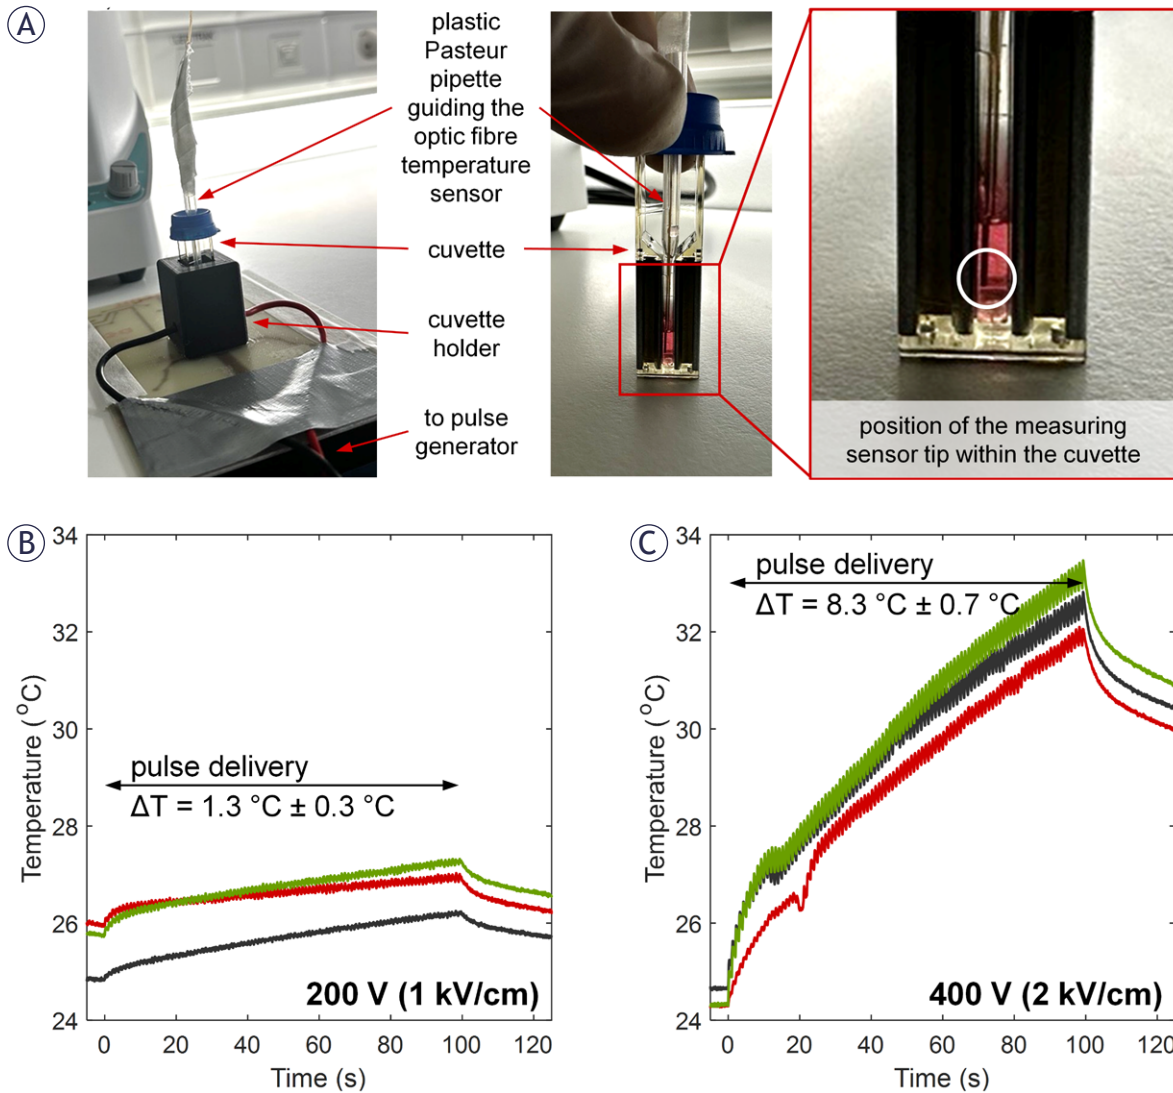 A
plastic
Pasteur
pipette
guiding the
optic fibre
temperature
sensor
cuvette
cuvette
holder
to pulse
generator
position of the measuring
sensor tip within the cuvette
B
34
32
30
28
26
24
Temperature (°C)
pulse delivery
ΔT = 1.3 °C ± 0.3 °C
200 V (1 kV/cm)
0 20 40 60 80 100 120
Time (s)
C
34
32
30
28
26
24
Temperature (°C)
pulse delivery
ΔT = 8.3 °C ± 0.7 °C
400 V (2 kV/cm)
0 20 40 60 80 100 120
Time (s)